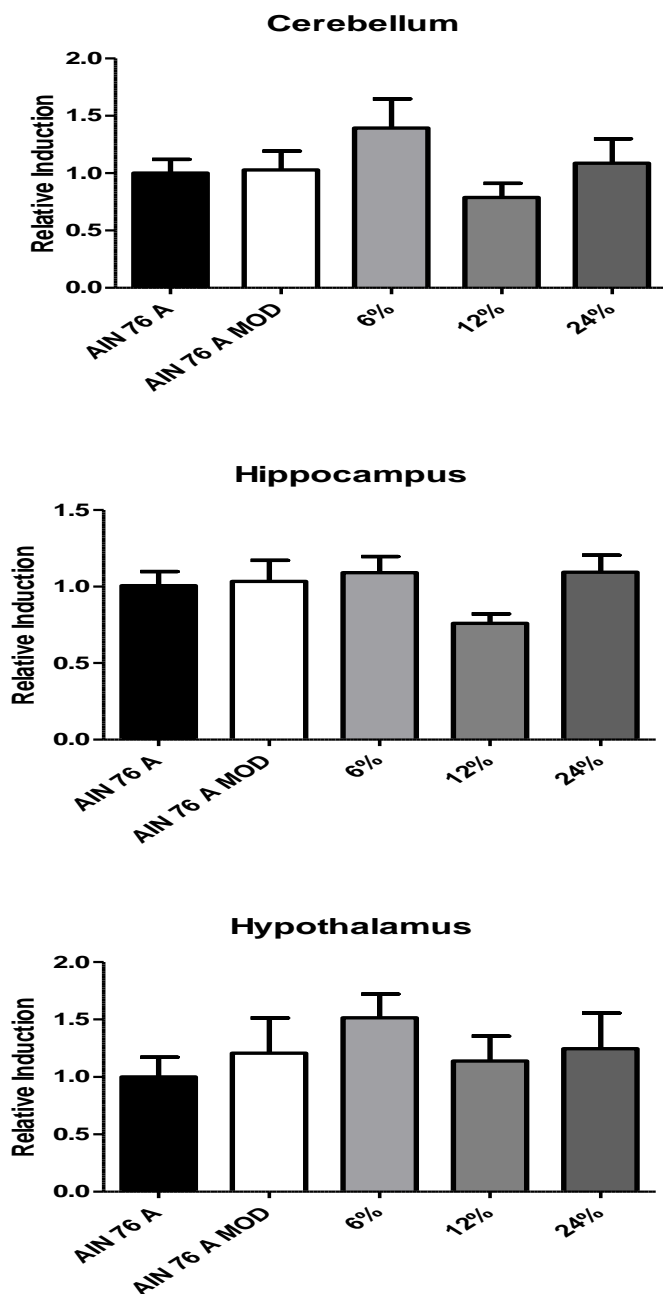 Cerebellum
Relative Induction
2.0
1.5
1.0
0.5
0.0
AIN 76 A
AIN 76 A MOD
6%
12%
24%
Hippocampus
Relative Induction
1.5
1.0
0.5
0.0
AIN 76 A
AIN 76 A MOD
6%
12%
24%
Hypothalamus
Relative Induction
2.0
1.5
1.0
0.5
0.0
AIN 76 A
AIN 76 A MOD
6%
12%
24%